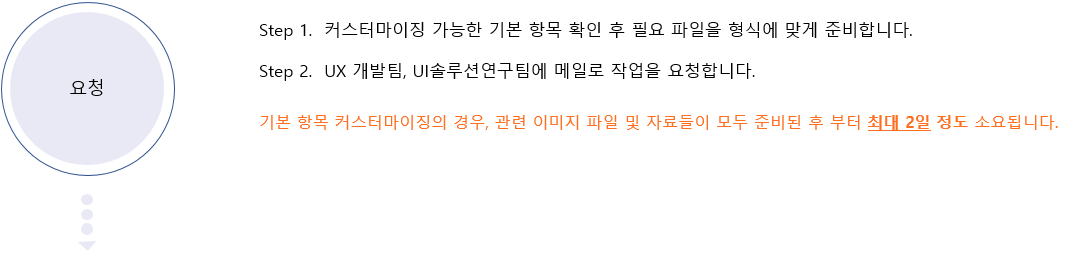 요청
Step 1. 커스터마이징 가능한 기본 항목 확인 후 필요 파일을 형식에 맞게 준비합니다.
Step 2. UX 개발팀, UI솔루션연구팀에 메일로 작업을 요청합니다.
기본 항목 커스터마이징의 경우, 관련 이미지 파일 및 자료들이 모두 준비된 후 부터 최대 2일 정도 소요됩니다.